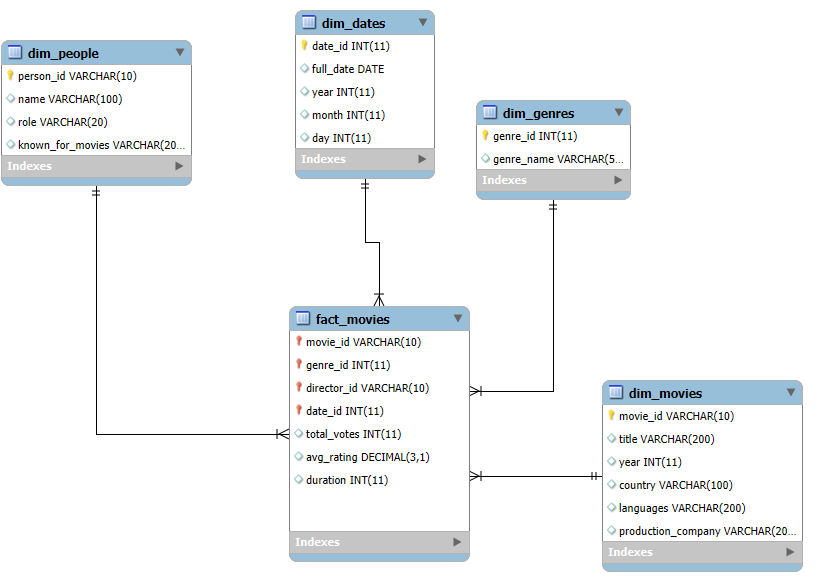 dim_people
person_id VARCHAR(10)
name VARCHAR(100)
role VARCHAR(20)
known_for_movies VARCHAR(20...
Indexes
dim_dates
date_id INT(11)
full_date DATE
year INT(11)
month INT(11)
day INT(11)
Indexes
dim_genres
genre_id INT(11)
genre_name VARCHAR(5...
Indexes
fact_movies
movie_id VARCHAR(10)
genre_id INT(11)
director_id VARCHAR(10)
date_id INT(11)
total_votes INT(11)
avg_rating DECIMAL(3,1)
duration INT(11)
Indexes
dim_movies
movie_id VARCHAR(10)
title VARCHAR(200)
year INT(11)
country VARCHAR(100)
languages VARCHAR(200)
production_company VARCHAR(20...
Indexes